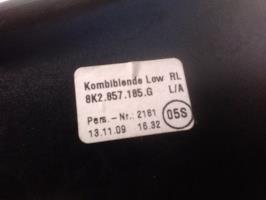 Kombiblende Low RL
8K2.857.185.G L/A
Pers.-Nr.: 2161
13.11.09 16.32 05S